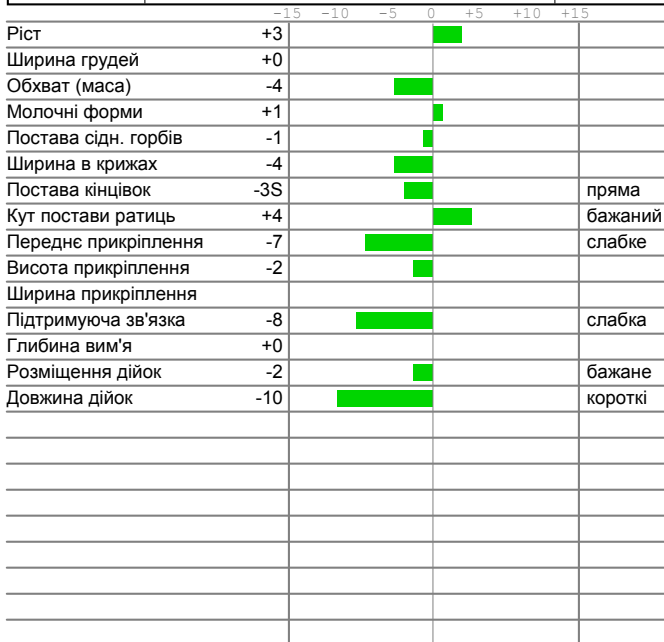 -15 -10 -5 0 +5 +10 +15
Ріст +3
Ширина грудей +0
Обхват (маса) -4
Молочні форми +1
Постава сідн. горбів -1
Ширина в крижах -4
Постава кінцівок -3S пряма
Кут постави ратиць +4 бажаний
Переднє прикріплення -7 слабке
Висота прикріплення -2
Ширина прикріплення
Підтримуюча зв'язка -8 слабка
Глибина вим'я +0
Розміщення дійок -2 бажане
Довжина дійок -10 короткі